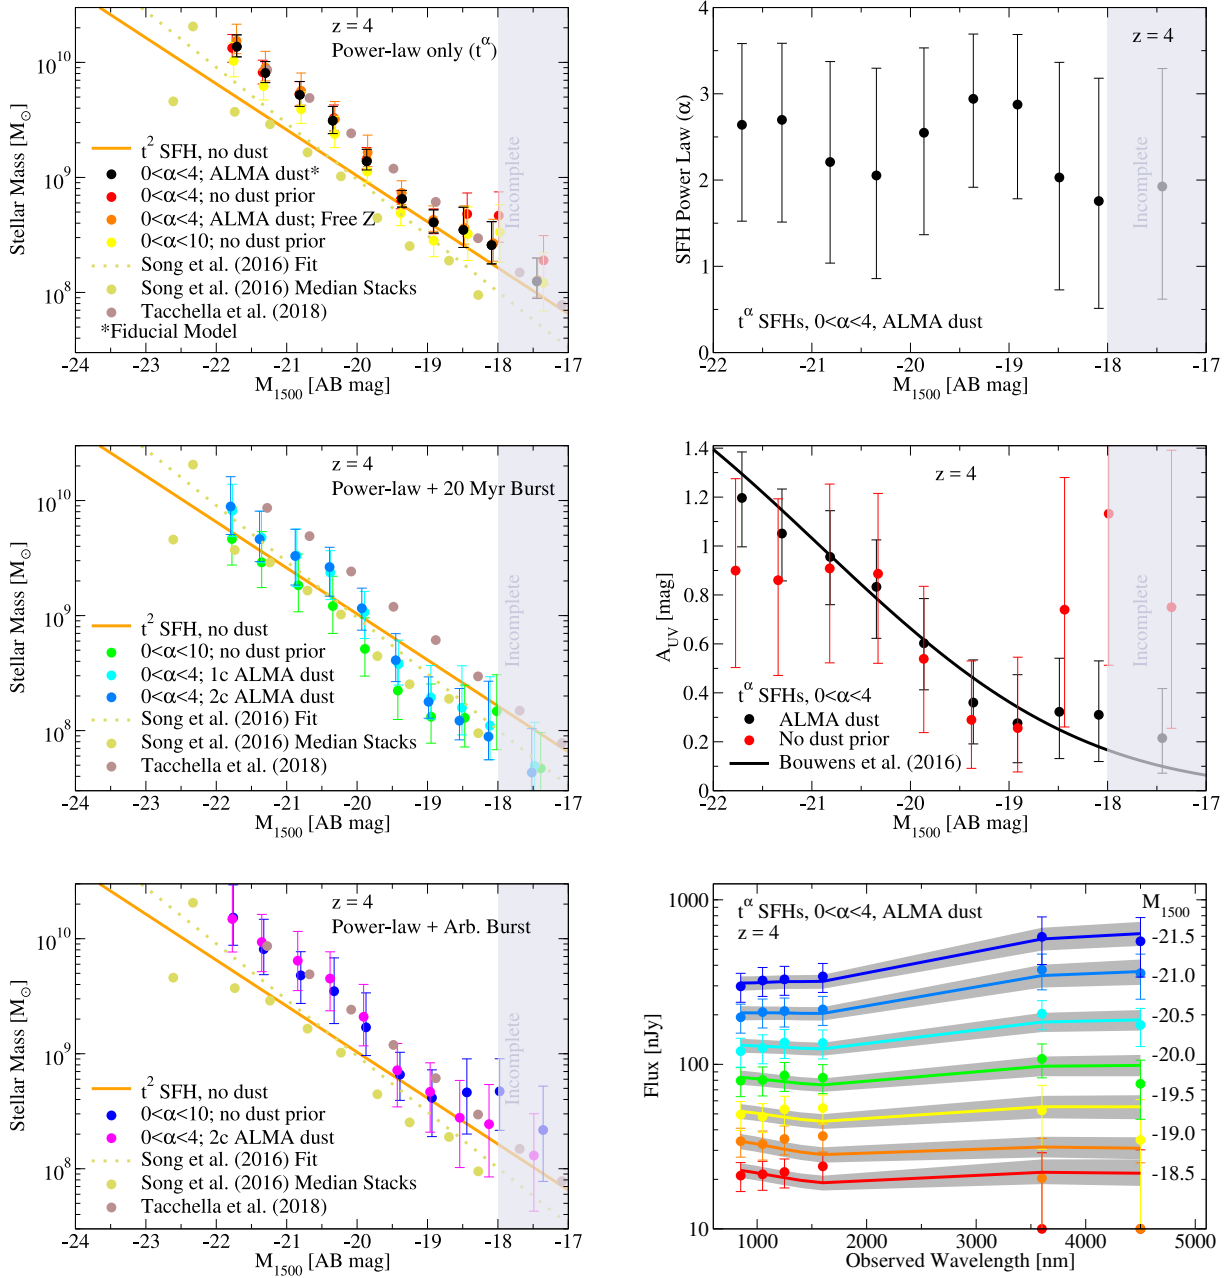 z = 4
Power-law only (t^α)
10^10
10^9
10^8
Stellar Mass [M⊙]
t^2 SFH, no dust
0<α<4; ALMA dust*
0<α<4; no dust prior
0<α<4; ALMA dust; Free Z
0<α<10; no dust prior
Song et al. (2016) Fit
Song et al. (2016) Median Stacks
Tacchella et al. (2018)
*Fiducial Model
Incomplete
-24 -23 -22 -21 -20 -19 -18 -17
M_1500 [AB mag]
z = 4
4
3
2
1
0
SFH Power Law (α)
Incomplete
t^α SFHs, 0<α<4, ALMA dust
-22 -21 -20 -19 -18 -17
M_1500 [AB mag]
z = 4
Power-law + 20 Myr Burst
10^10
10^9
10^8
Stellar Mass [M⊙]
t^2 SFH, no dust
0<α<10; no dust prior
0<α<4; 1c ALMA dust
0<α<4; 2c ALMA dust
Song et al. (2016) Fit
Song et al. (2016) Median Stacks
Tacchella et al. (2018)
Incomplete
-24 -23 -22 -21 -20 -19 -18 -17
M_1500 [AB mag]
z = 4
1.4
1.2
1
0.8
0.6
0.4
0.2
0
A_UV [mag]
Incomplete
t^α SFHs, 0<α<4
ALMA dust
No dust prior
Bouwens et al. (2016)
-22 -21 -20 -19 -18 -17
M_1500 [AB mag]
z = 4
Power-law + Arb. Burst
10^10
10^9
10^8
Stellar Mass [M⊙]
t^2 SFH, no dust
0<α<10; no dust prior
0<α<4; 2c ALMA dust
Song et al. (2016) Fit
Song et al. (2016) Median Stacks
Tacchella et al. (2018)
Incomplete
-24 -23 -22 -21 -20 -19 -18 -17
M_1500 [AB mag]
t^α SFHs, 0<α<4, ALMA dust
z = 4
M_1500
-21.5
-21.0
-20.5
-20.0
-19.5
-19.0
-18.5
1000
100
10
Flux [nJy]
1000 2000 3000 4000 5000
Observed Wavelength [nm]